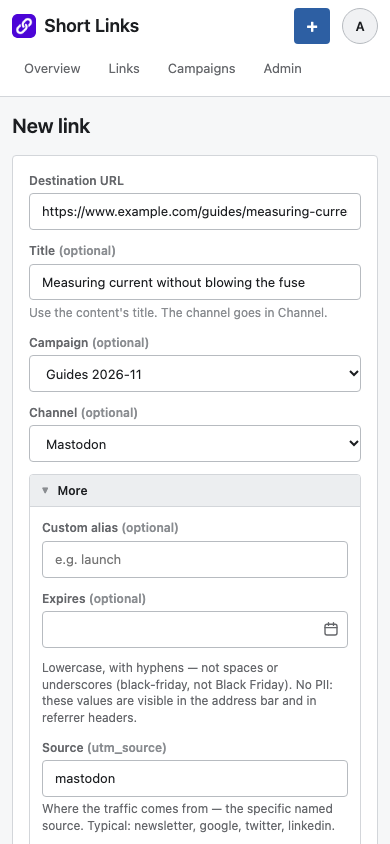 Short Links
+
A
Overview Links Campaigns Admin
New link
Destination URL
https://www.example.com/guides/measuring-curre
Title (optional)
Measuring current without blowing the fuse
Use the content's title. The channel goes in Channel.
Campaign (optional)
Guides 2026-11
Channel (optional)
Mastodon
More
Custom alias (optional)
e.g. launch
Expires (optional)
Lowercase, with hyphens — not spaces or
underscores (black-friday, not Black Friday). No PII:
these values are visible in the address bar and in
referrer headers.
Source (utm_source)
mastodon
Where the traffic comes from — the specific named
source. Typical: newsletter, google, twitter, linkedin.